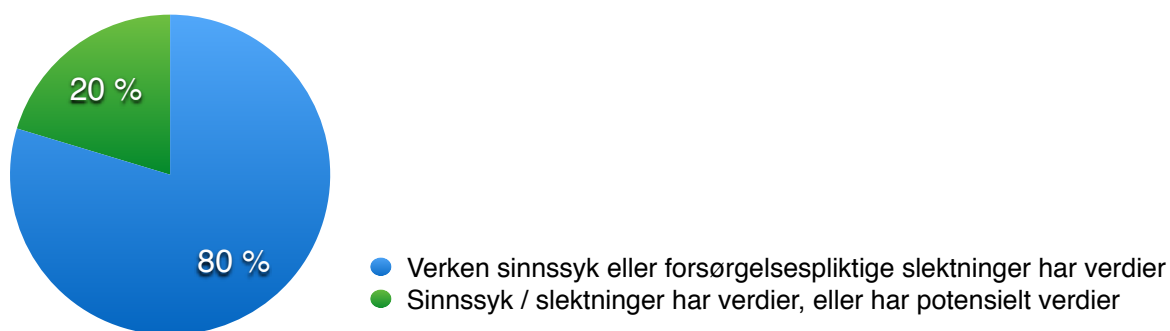 20 %
80 %
Verken sinnssyk eller forsørgelsespliktige slektninger har verdier
Sinnssyk / slektninger har verdier, eller har potensielt verdier